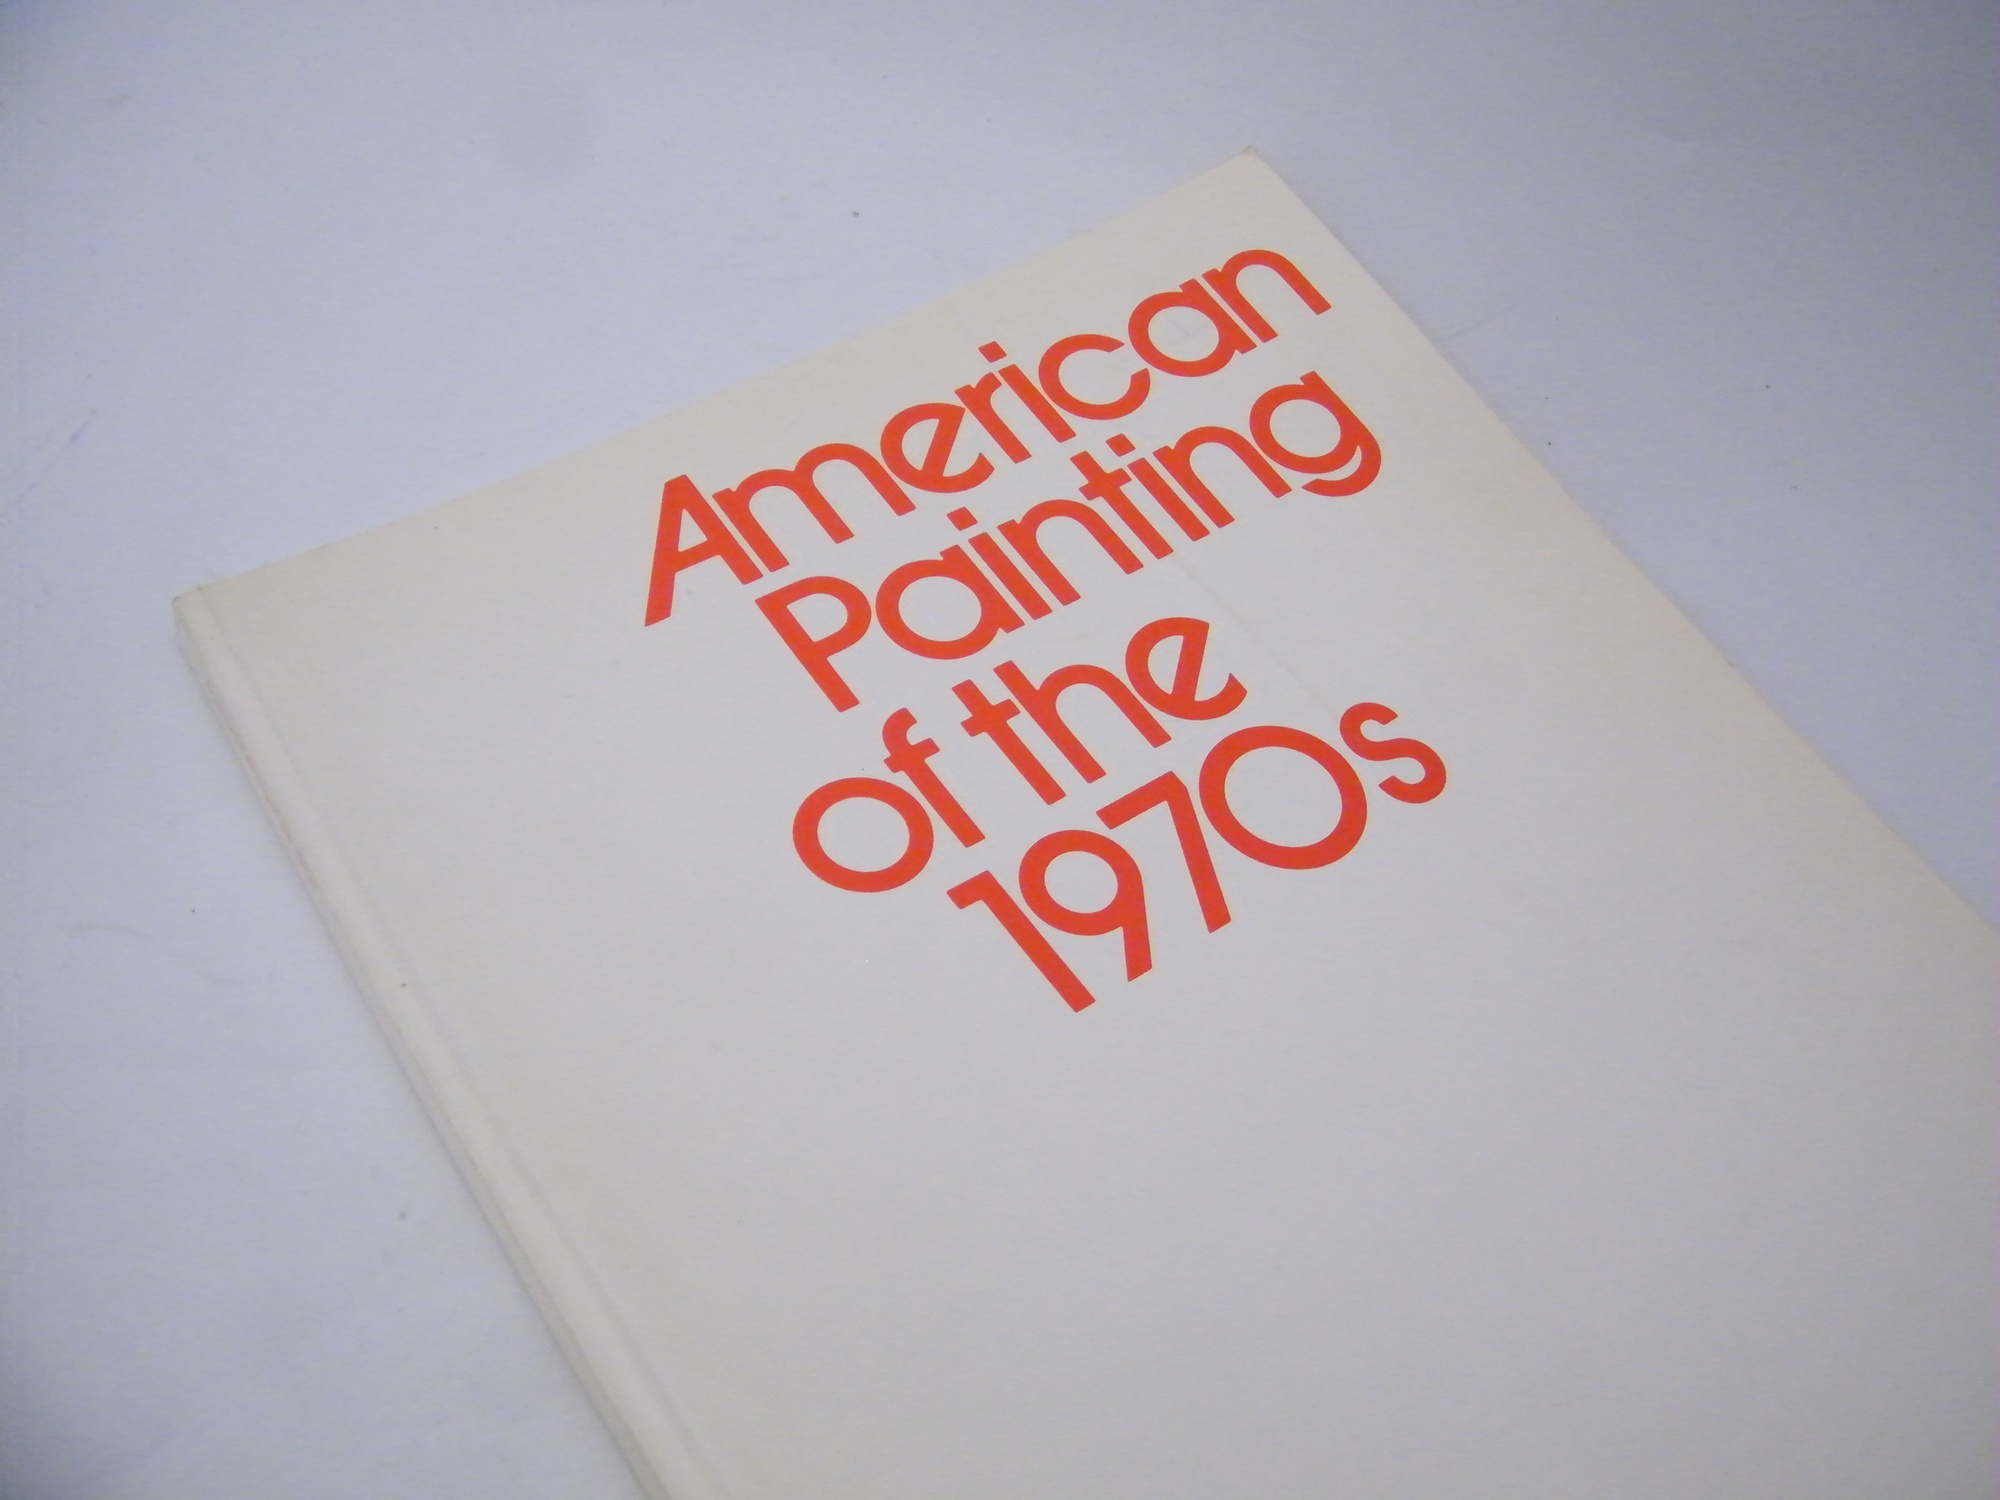 American
Painting
of the
1970s